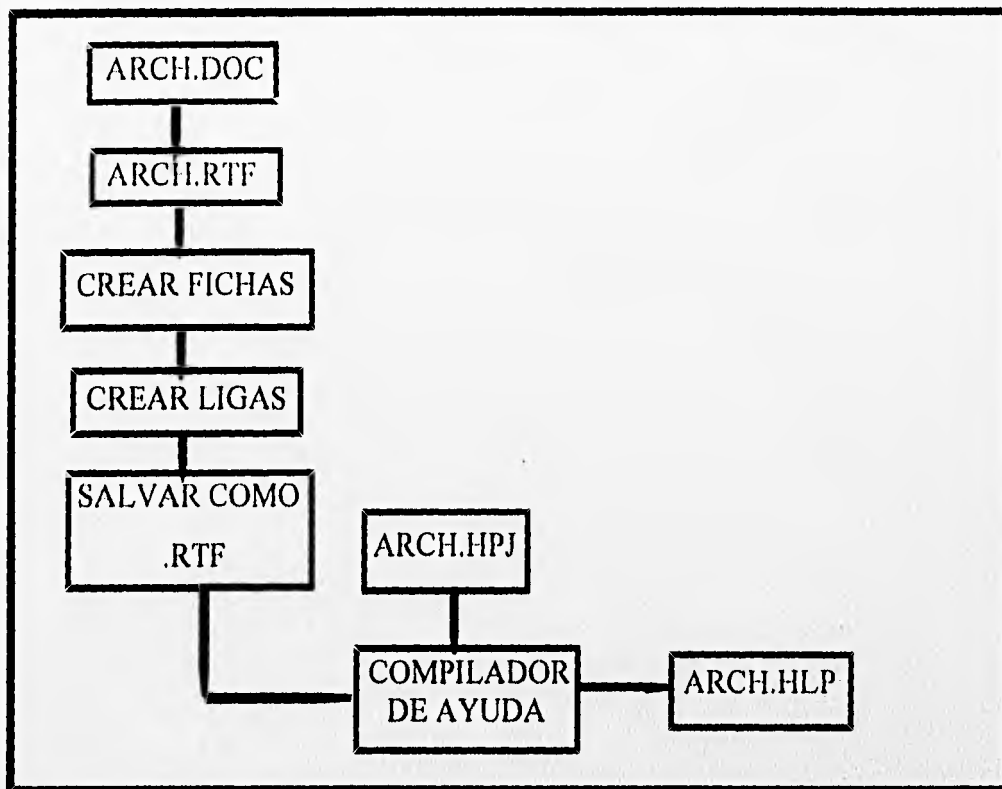 ARCH.DOC
ARCH.RTF
CREAR FICHAS
CREAR LIGAS
SALVAR COMO
.RTF
ARCH.HPJ
COMPILADOR
DE AYUDA
ARCH.HLP